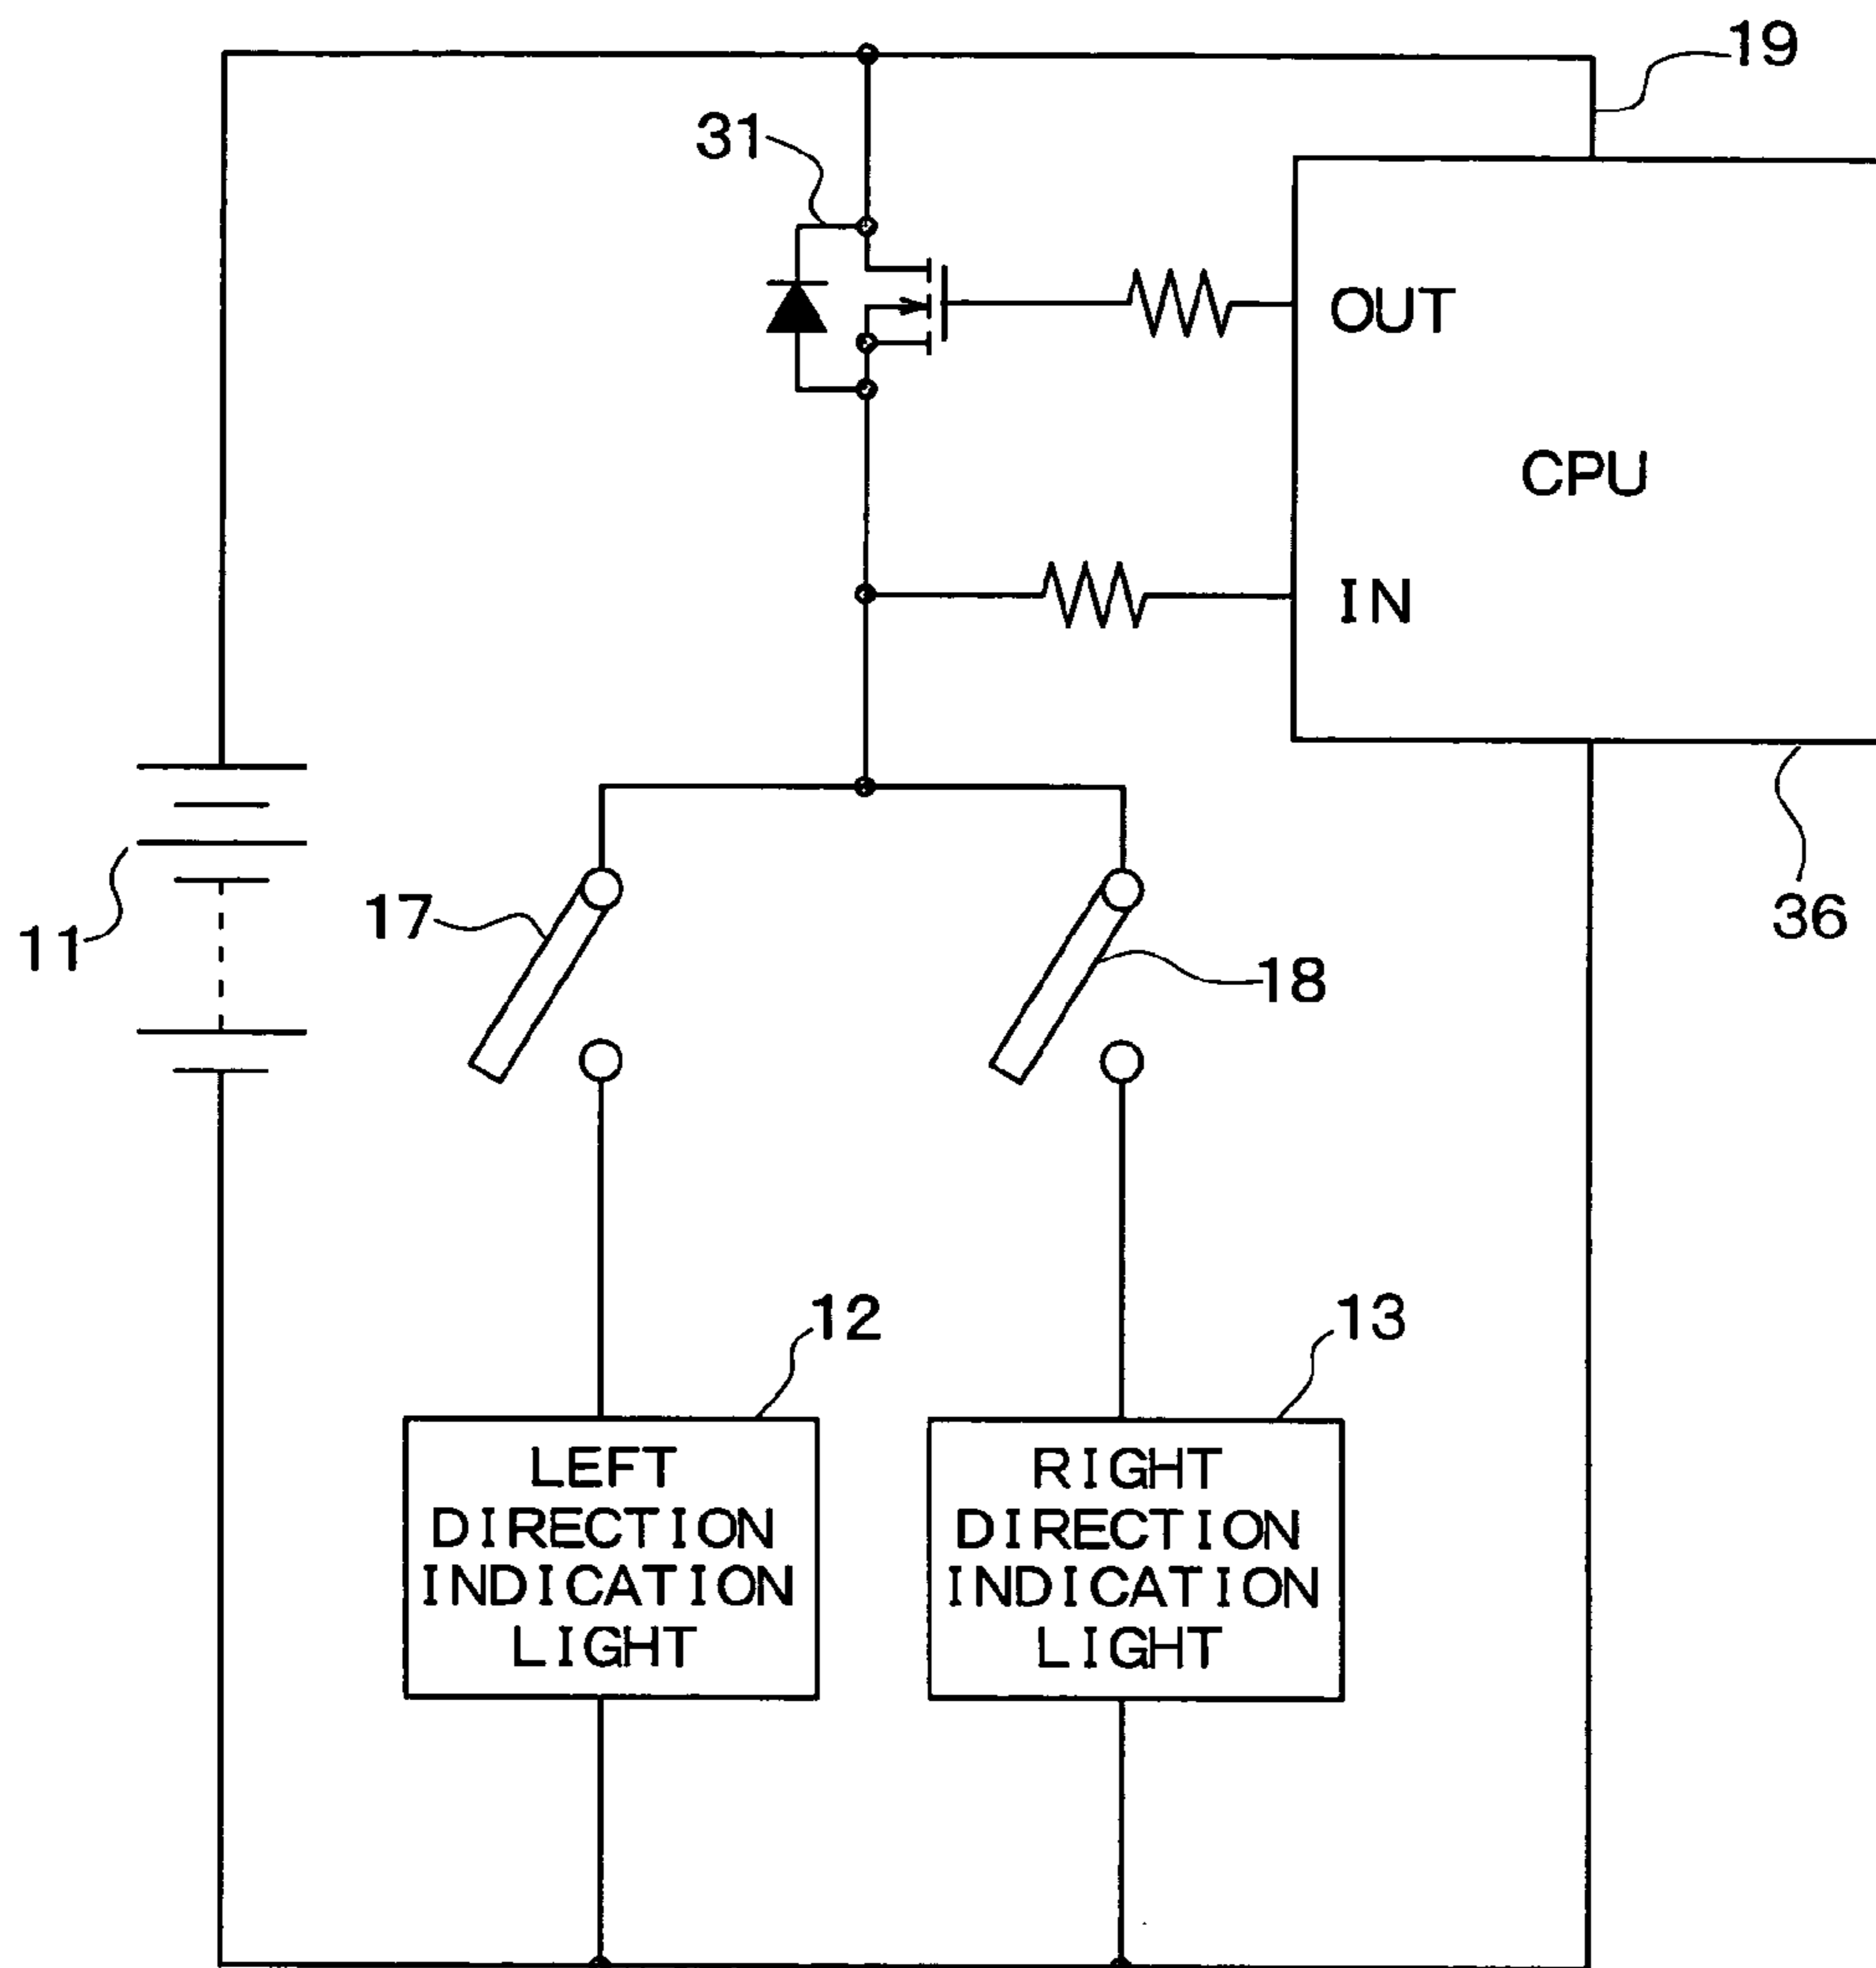 19
31
OUT
CPU
IN
11
17
18
36
12
13
LEFT
DIRECTION
INDICATION
LIGHT
RIGHT
DIRECTION
INDICATION
LIGHT